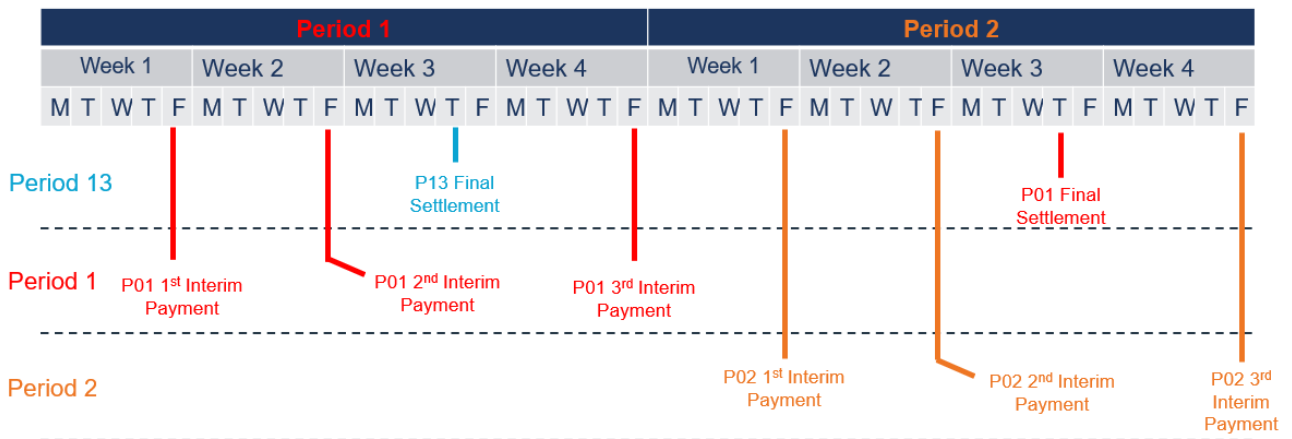 Period 1 Period 2
Week 1 Week 2 Week 3 Week 4 Week 1 Week 2 Week 3 Week 4
M T W T F M T W T F M T W T F M T W T F M T W T F M T W T F M T W T F M T W T F
Period 13
P13 Final
Settlement
P01 Final
Settlement
Period 1
P01 1st Interim
Payment
P01 2nd Interim
Payment
P01 3rd Interim
Payment
Period 2
P02 1st Interim
Payment
P02 2nd Interim
Payment
P02 3rd
Interim
Payment